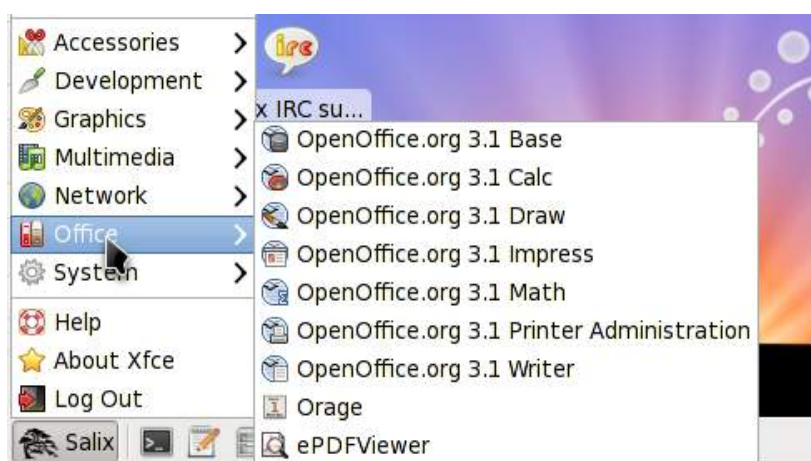 Accessories
Development
Graphics
Multimedia
Network
Office
System
Help
About Xfce
Log Out
Salix
irc
x IRC su...
OpenOffice.org 3.1 Base
OpenOffice.org 3.1 Calc
OpenOffice.org 3.1 Draw
OpenOffice.org 3.1 Impress
OpenOffice.org 3.1 Math
OpenOffice.org 3.1 Printer Administration
OpenOffice.org 3.1 Writer
Orage
ePDFViewer